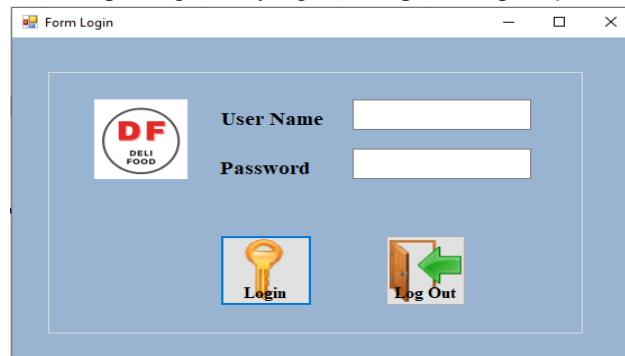 Form Login
DF
DELI
FOOD
User Name
Password
Login
Log Out